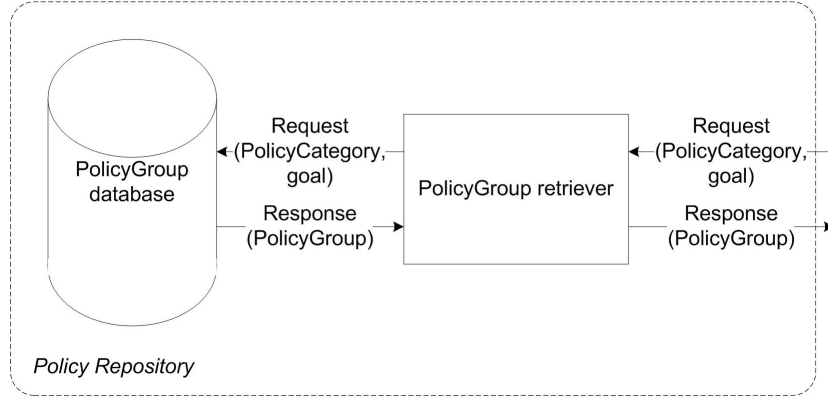 Request
(PolicyCategory,
goal)
Request
(PolicyCategory,
goal)
PolicyGroup
database
PolicyGroup retriever
Response
(PolicyGroup)
Response
(PolicyGroup)
Policy Repository